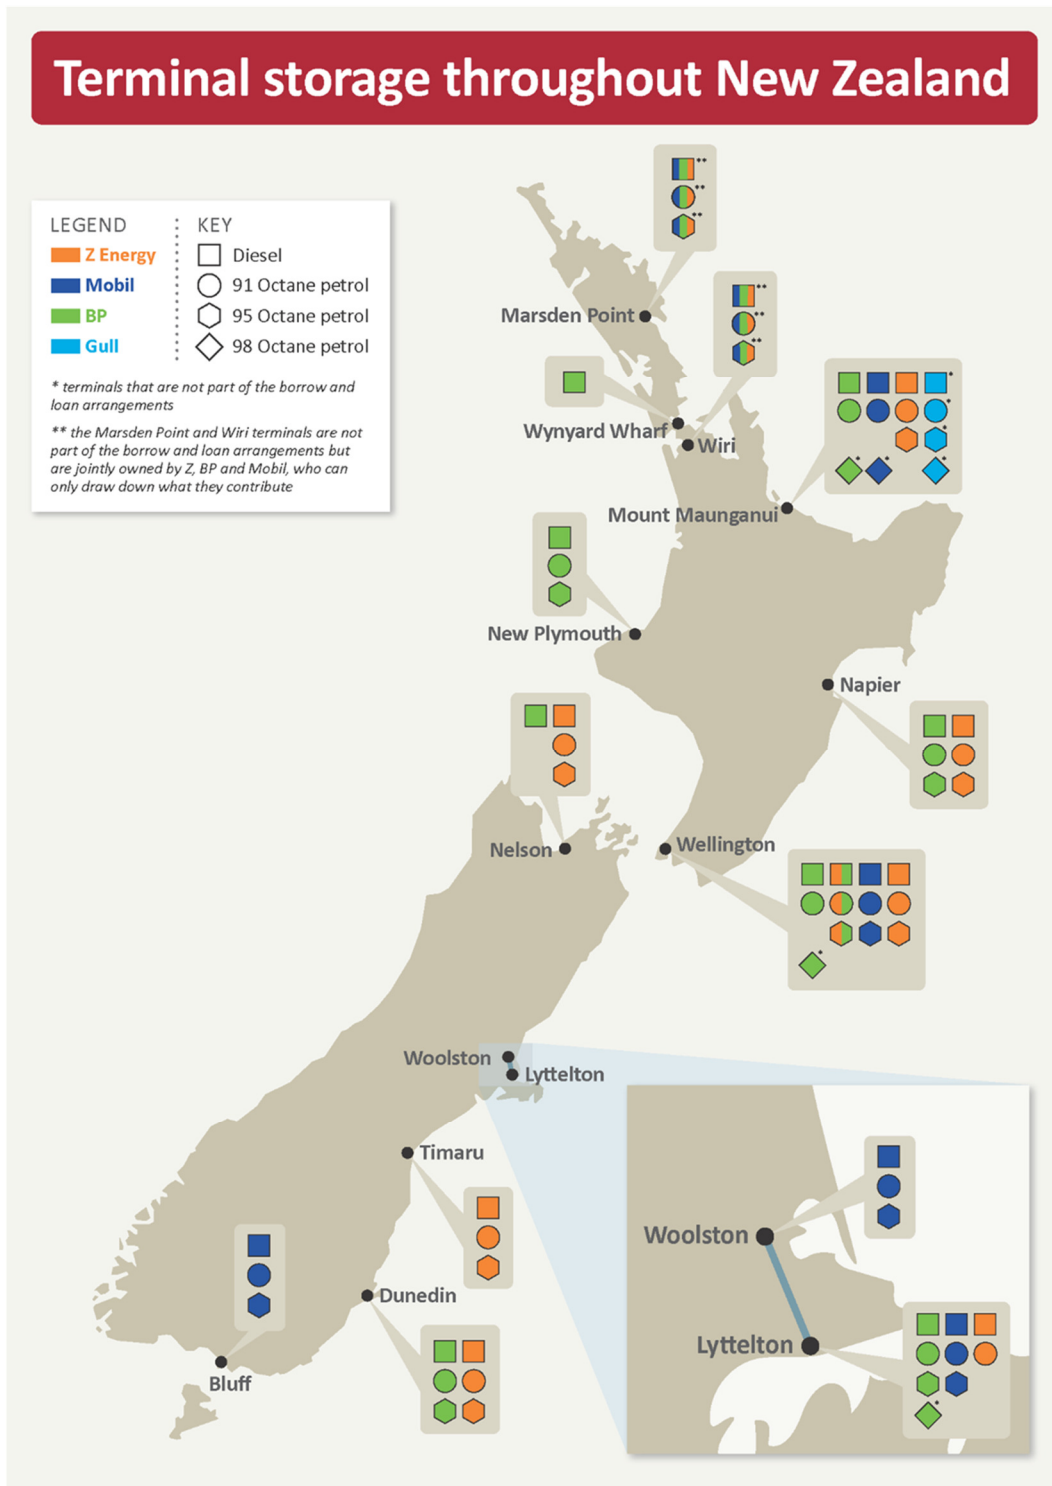 Terminal storage throughout New Zealand
LEGEND
Z Energy
Mobil
BP
Gull
KEY
Diesel
91 Octane petrol
95 Octane petrol
98 Octane petrol
* terminals that are not part of the borrow and
loan arrangements
** the Marsden Point and Wiri terminals are not
part of the borrow and loan arrangements but
are jointly owned by Z, BP and Mobil, who can
only draw down what they contribute
**
**
**
Marsden Point
**
**
**
Wynyard Wharf
Wiri
*
*
*
* * *
Mount Maunganui
New Plymouth
Napier
Nelson
Wellington
*
Woolston
Lyttelton
Timaru
Dunedin
Bluff
Woolston
Lyttelton
*